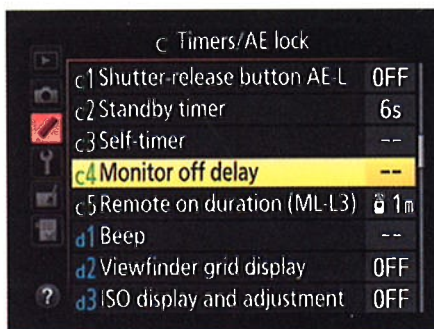 c Timers/AE lock
c1 Shutter-release button AE-L OFF
c2 Standby timer 6s
c3 Self-timer --
c4 Monitor off delay --
c5 Remote on duration (ML-L3) 1m
d1 Beep --
d2 Viewfinder grid display OFF
d3 ISO display and adjustment OFF
?